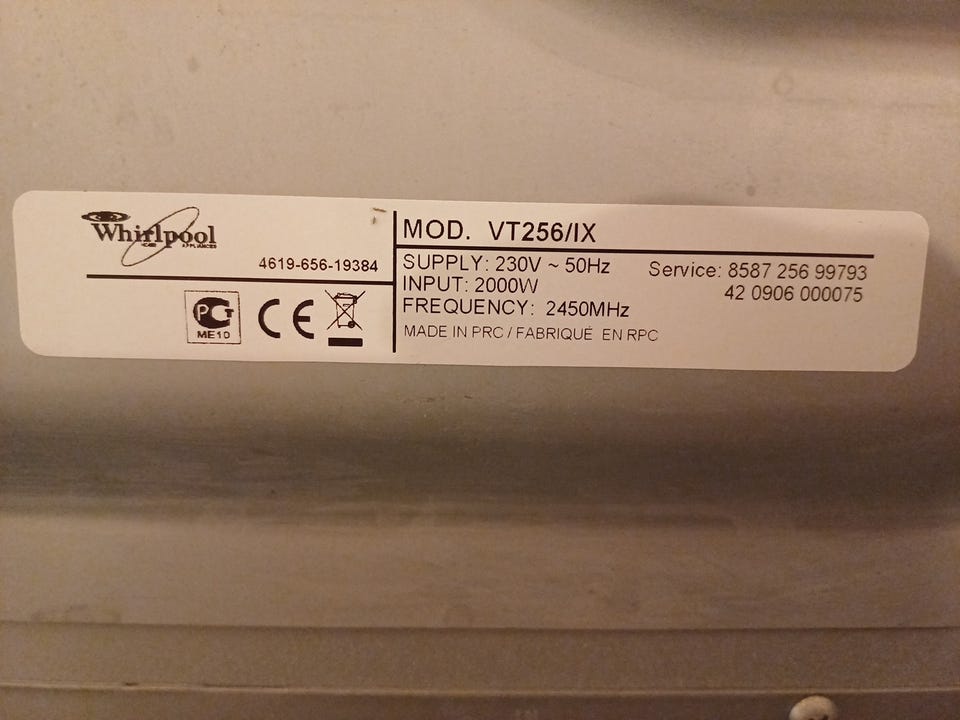 Whirlpool
4619-656-19384
PCT
ME10
CE
MOD. VT256/IX
SUPPLY: 230V ~ 50Hz
INPUT: 2000W
FREQUENCY: 2450MHz
MADE IN PRC / FABRIQUÉ EN RPC
Service: 8587 256 99793
42 0906 000075